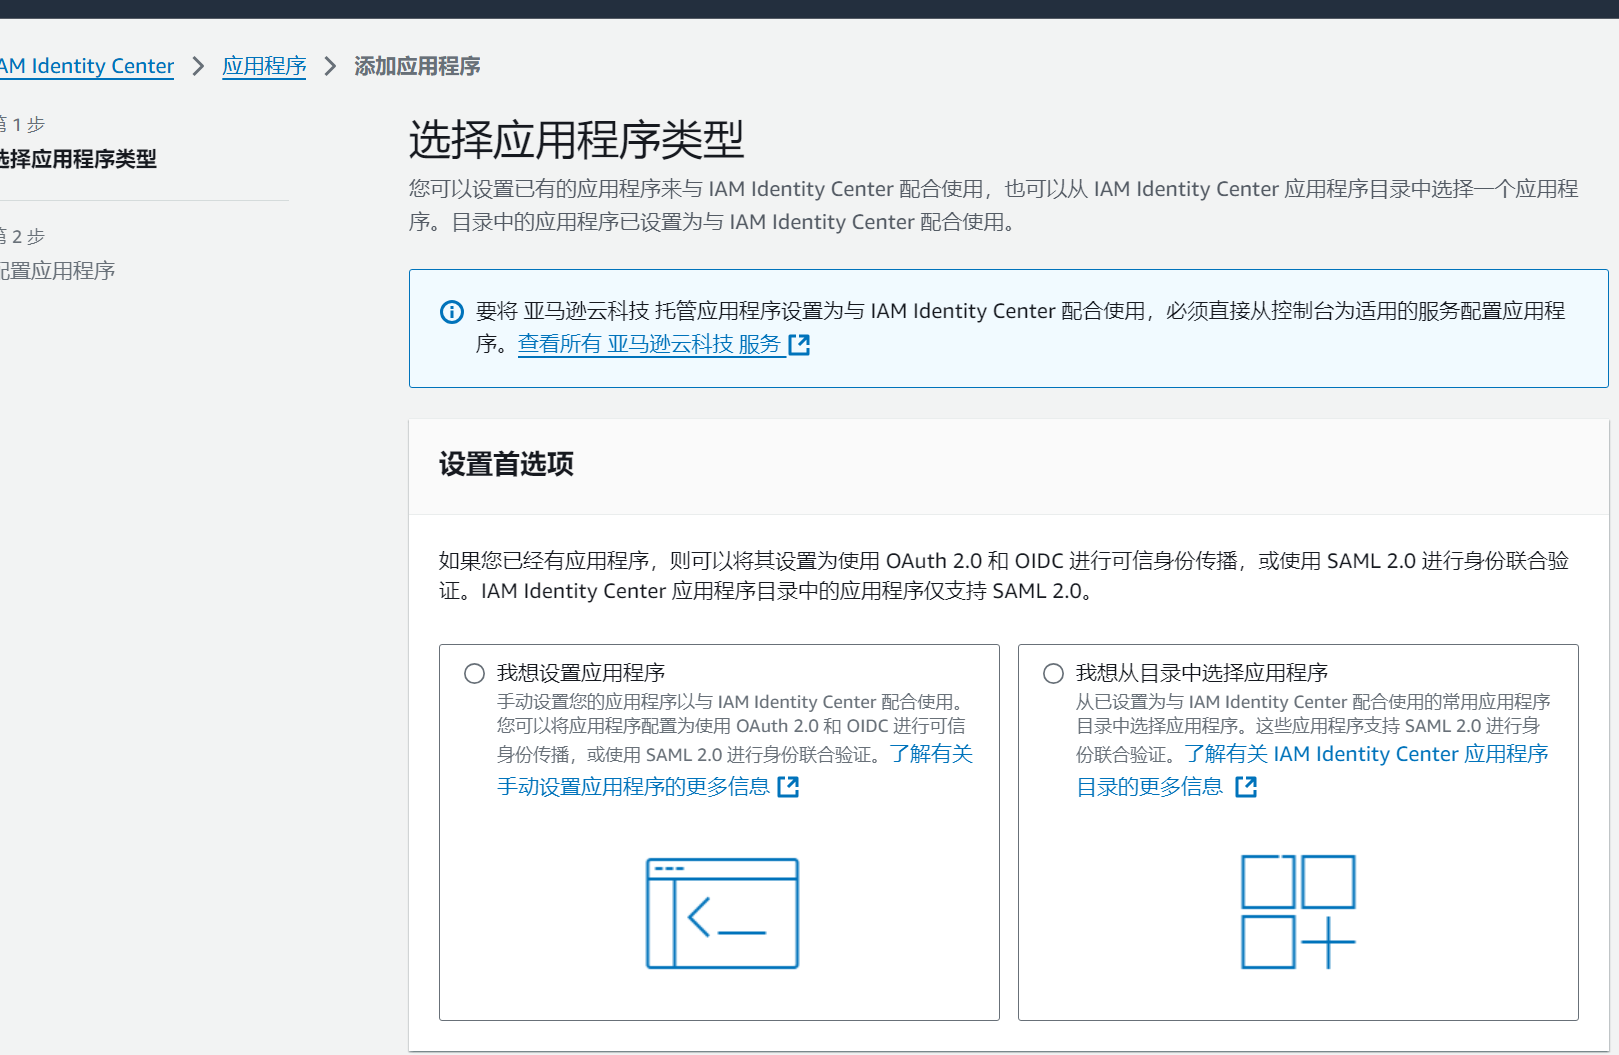 AM Identity Center > 应用程序 > 添加应用程序
第 1 步
选择应用程序类型
第 2 步
配置应用程序
选择应用程序类型
您可以设置已有的应用程序来与 IAM Identity Center 配合使用，也可以从 IAM Identity Center 应用程序目录中选择一个应用程
序。目录中的应用程序已设置为与 IAM Identity Center 配合使用。
要将 亚马逊云科技 托管应用程序设置为与 IAM Identity Center 配合使用，必须直接从控制台为适用的服务配置应用程
序。查看所有 亚马逊云科技 服务
设置首选项
如果您已经有应用程序，则可以将其设置为使用 OAuth 2.0 和 OIDC 进行可信身份传播，或使用 SAML 2.0 进行身份联合验
证。IAM Identity Center 应用程序目录中的应用程序仅支持 SAML 2.0。
我想设置应用程序
手动设置您的应用程序以与 IAM Identity Center 配合使用。
您可以将应用程序配置为使用 OAuth 2.0 和 OIDC 进行可信
身份传播，或使用 SAML 2.0 进行身份联合验证。了解有关
手动设置应用程序的更多信息
我想从目录中选择应用程序
从已设置为与 IAM Identity Center 配合使用的常用应用程序
目录中选择应用程序。这些应用程序支持 SAML 2.0 进行身
份联合验证。了解有关 IAM Identity Center 应用程序
目录的更多信息